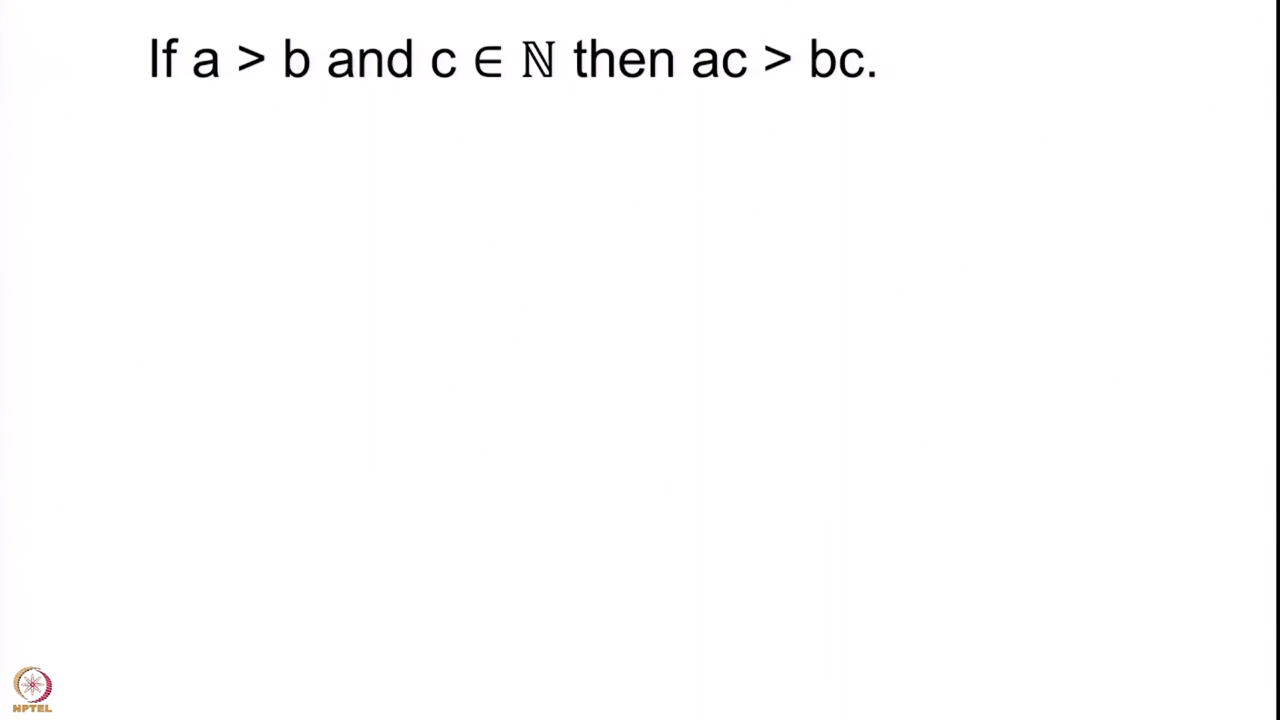 If a > b and c ∈ ℕ then ac > bc.
NPTEL